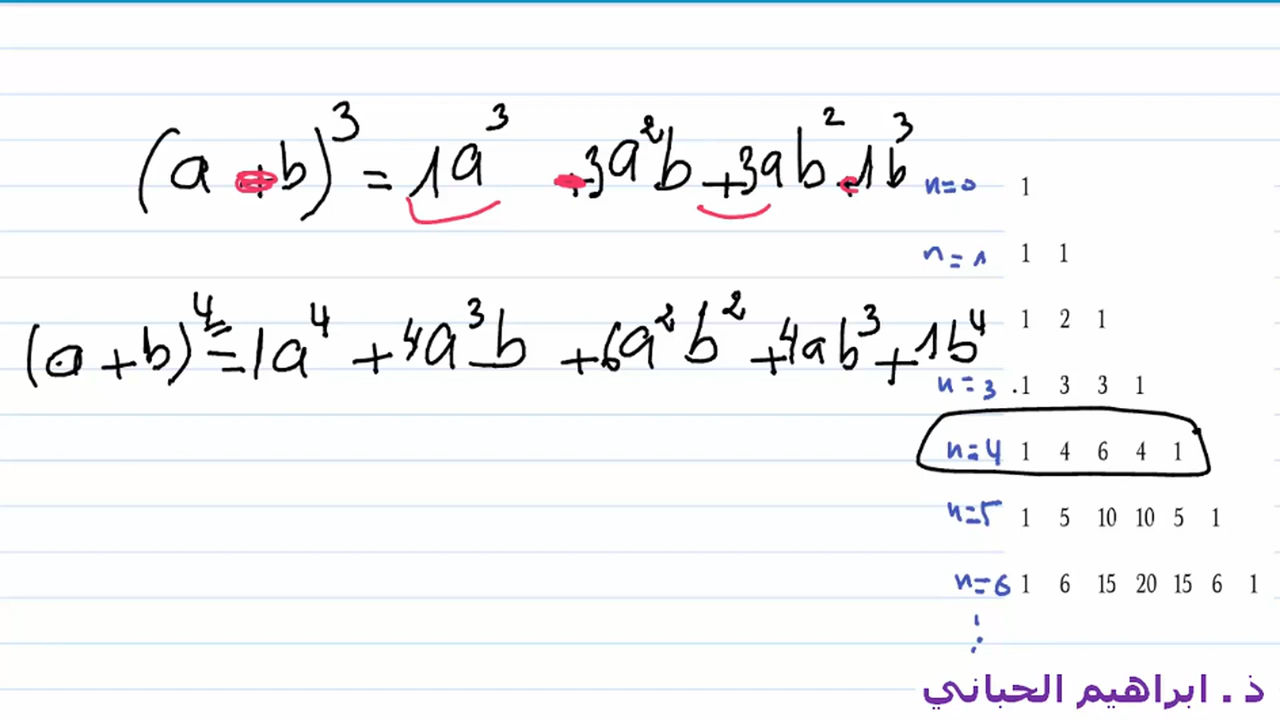 (a - b)³ = 1a³ - 3a²b + 3ab² - 1b³
(a + b)⁴ = 1a⁴ + 4a³b + 6a²b² + 4ab³ + 1b⁴
n=0 1
n=1 1 1
1 2 1
n=3 .1 3 3 1
n=4 1 4 6 4 1
n=5 1 5 10 10 5 1
n=6 1 6 15 20 15 6 1
⋮
ذ . ابراهيم الحباني